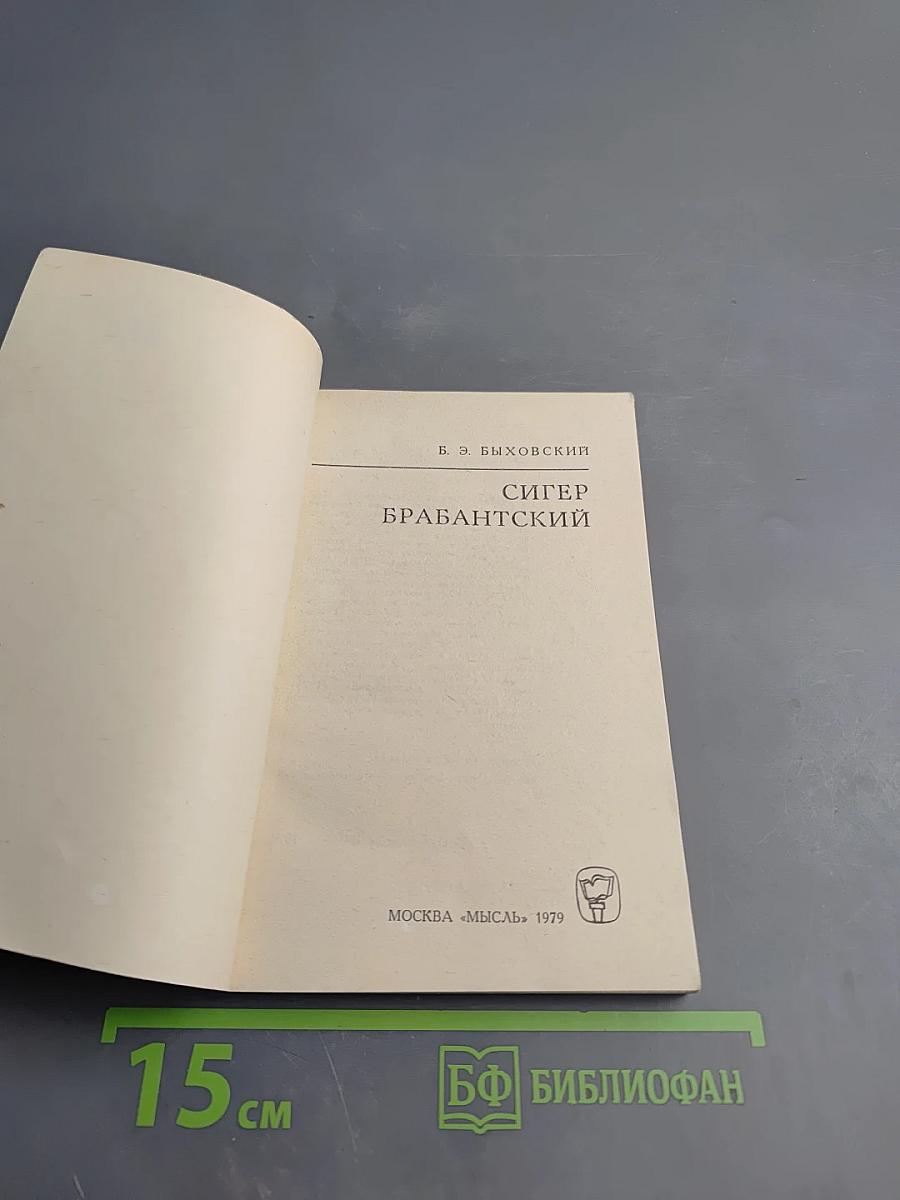 Б. Э. БЫХОВСКИЙ
СИГЕР
БРАБАНТСКИЙ
МОСКВА «МЫСЛЬ» 1979
15 см
БФ БИБЛИОФАН